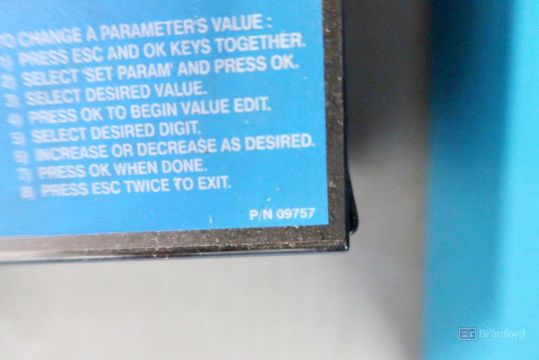 TO CHANGE A PARAMETER'S VALUE :
1) PRESS ESC AND OK KEYS TOGETHER.
2) SELECT 'SET PARAM' AND PRESS OK.
3) SELECT DESIRED VALUE.
4) PRESS OK TO BEGIN VALUE EDIT.
5) SELECT DESIRED DIGIT.
6) INCREASE OR DECREASE AS DESIRED.
7) PRESS OK WHEN DONE.
8) PRESS ESC TWICE TO EXIT.
P/N 09757
EG Branford